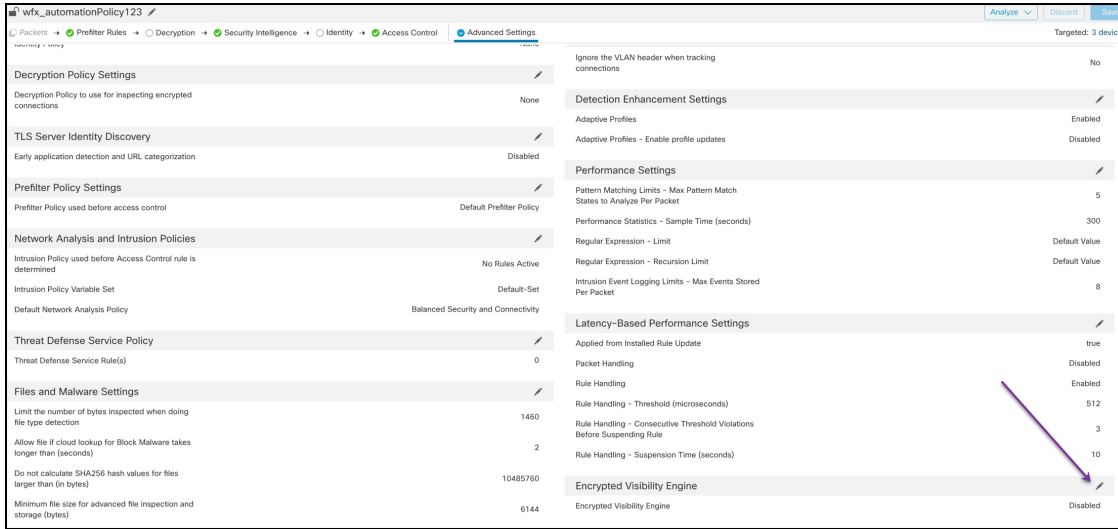 wfx_automationPolicy123
Analyze
Discard
Save
Packets → Prefilter Rules → Decryption → Security Intelligence → Identity → Access Control
Advanced Settings
Targeted: 3 devic
Identity Policy
None
Decryption Policy Settings
Decryption Policy to use for inspecting encrypted
connections
None
TLS Server Identity Discovery
Early application detection and URL categorization
Disabled
Prefilter Policy Settings
Prefilter Policy used before access control
Default Prefilter Policy
Network Analysis and Intrusion Policies
Intrusion Policy used before Access Control rule is
determined
No Rules Active
Intrusion Policy Variable Set
Default-Set
Default Network Analysis Policy
Balanced Security and Connectivity
Threat Defense Service Policy
Threat Defense Service Rule(s)
0
Files and Malware Settings
Limit the number of bytes inspected when doing
file type detection
1460
Allow file if cloud lookup for Block Malware takes
longer than (seconds)
2
Do not calculate SHA256 hash values for files
larger than (in bytes)
10485760
Minimum file size for advanced file inspection and
storage (bytes)
6144
Ignore the VLAN header when tracking
connections
No
Detection Enhancement Settings
Adaptive Profiles
Enabled
Adaptive Profiles - Enable profile updates
Disabled
Performance Settings
Pattern Matching Limits - Max Pattern Match
States to Analyze Per Packet
5
Performance Statistics - Sample Time (seconds)
300
Regular Expression - Limit
Default Value
Regular Expression - Recursion Limit
Default Value
Intrusion Event Logging Limits - Max Events Stored
Per Packet
8
Latency-Based Performance Settings
Applied from Installed Rule Update
true
Packet Handling
Disabled
Rule Handling
Enabled
Rule Handling - Threshold (microseconds)
512
Rule Handling - Consecutive Threshold Violations
Before Suspending Rule
3
Rule Handling - Suspension Time (seconds)
10
Encrypted Visibility Engine
Encrypted Visibility Engine
Disabled